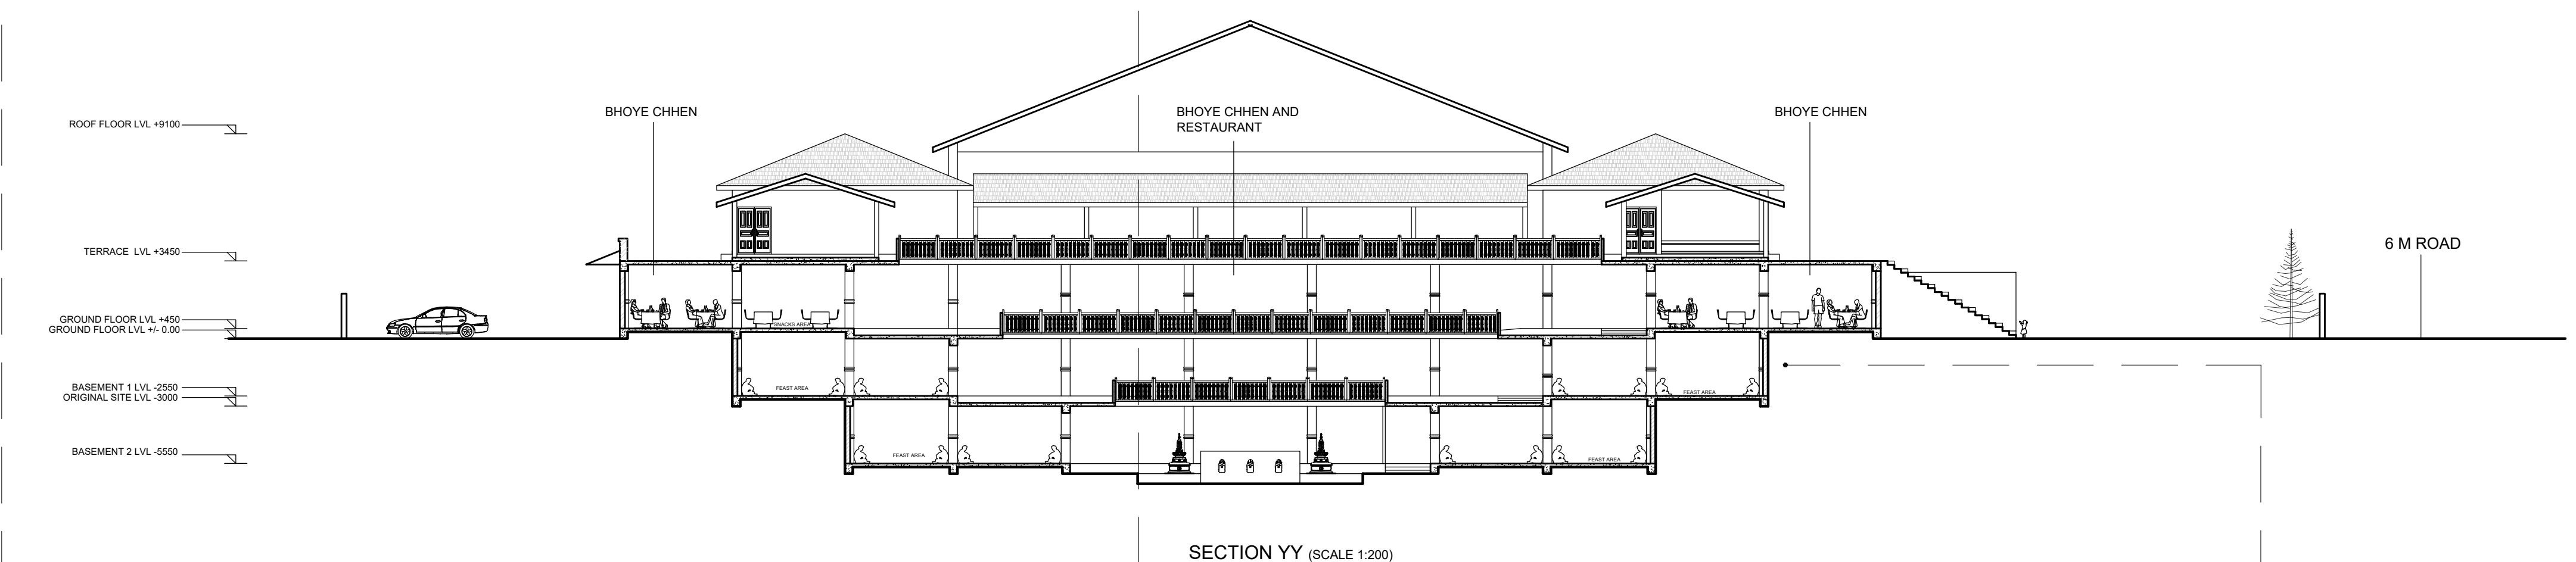 BHOYE CHHEN
BHOYE CHHEN AND
RESTAURANT
BHOYE CHHEN
ROOF FLOOR LVL +9100
6 M ROAD
TERRACE LVL +3450
GROUND FLOOR LVL +450
GROUND FLOOR LVL +/- 0.00
SNACKS AREA
BASEMENT 1 LVL -2550
ORIGINAL SITE LVL -3000
FEAST AREA
FEAST AREA
BASEMENT 2 LVL -5550
FEAST AREA
FEAST AREA
SECTION YY (SCALE 1:200)